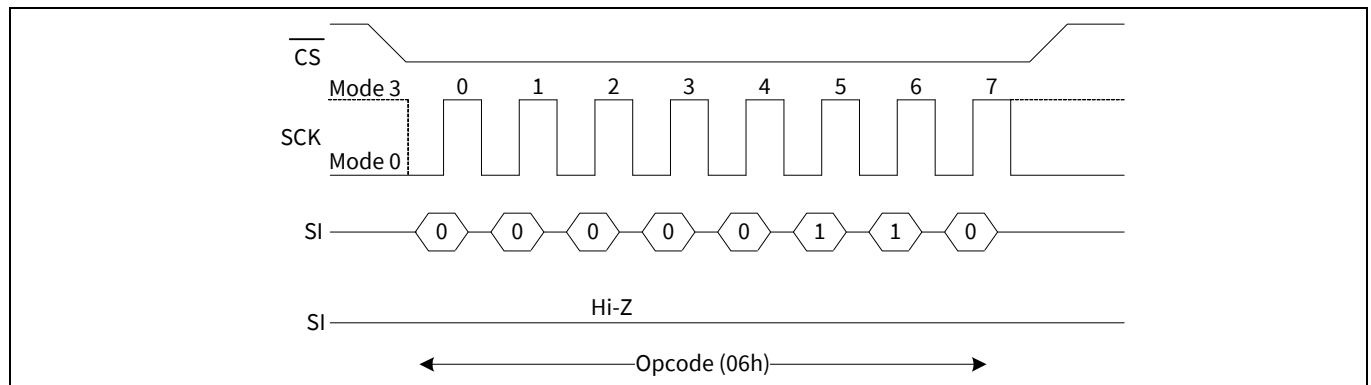 CS
Mode 3 0 1 2 3 4 5 6 7
SCK
Mode 0
SI 0 0 0 0 0 1 1 0
Hi-Z
SI
Opcode (06h)